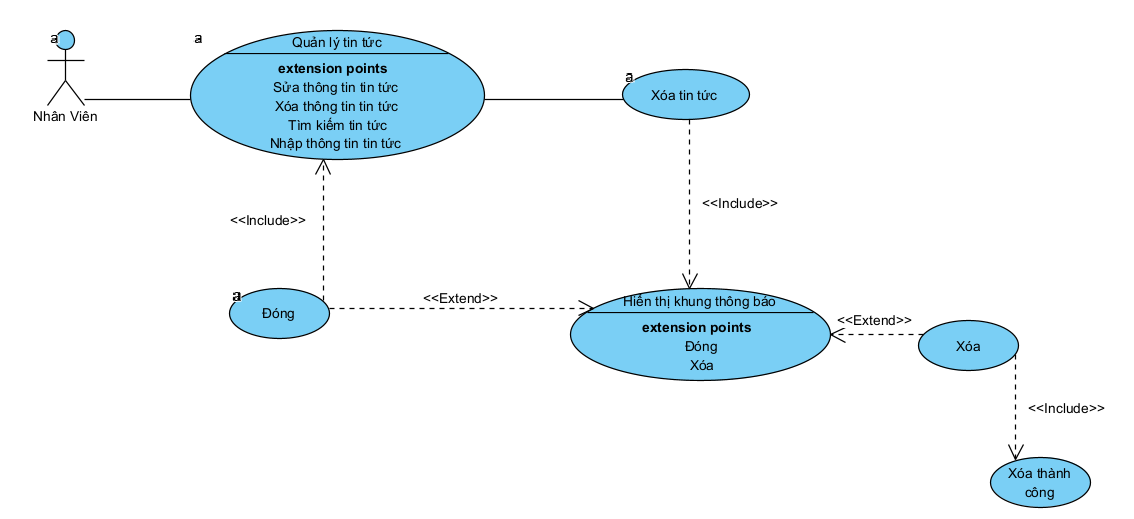 a
Nhân Viên
a
Quản lý tin tức
extension points
Sửa thông tin tin tức
Xóa thông tin tin tức
Tìm kiếm tin tức
Nhập thông tin tin tức
a
Xóa tin tức
<<Include>>
<<Include>>
a
Đóng
<<Extend>>
Hiển thị khung thông báo
extension points
Đóng
Xóa
<<Extend>>
Xóa
<<Include>>
Xóa thành
công